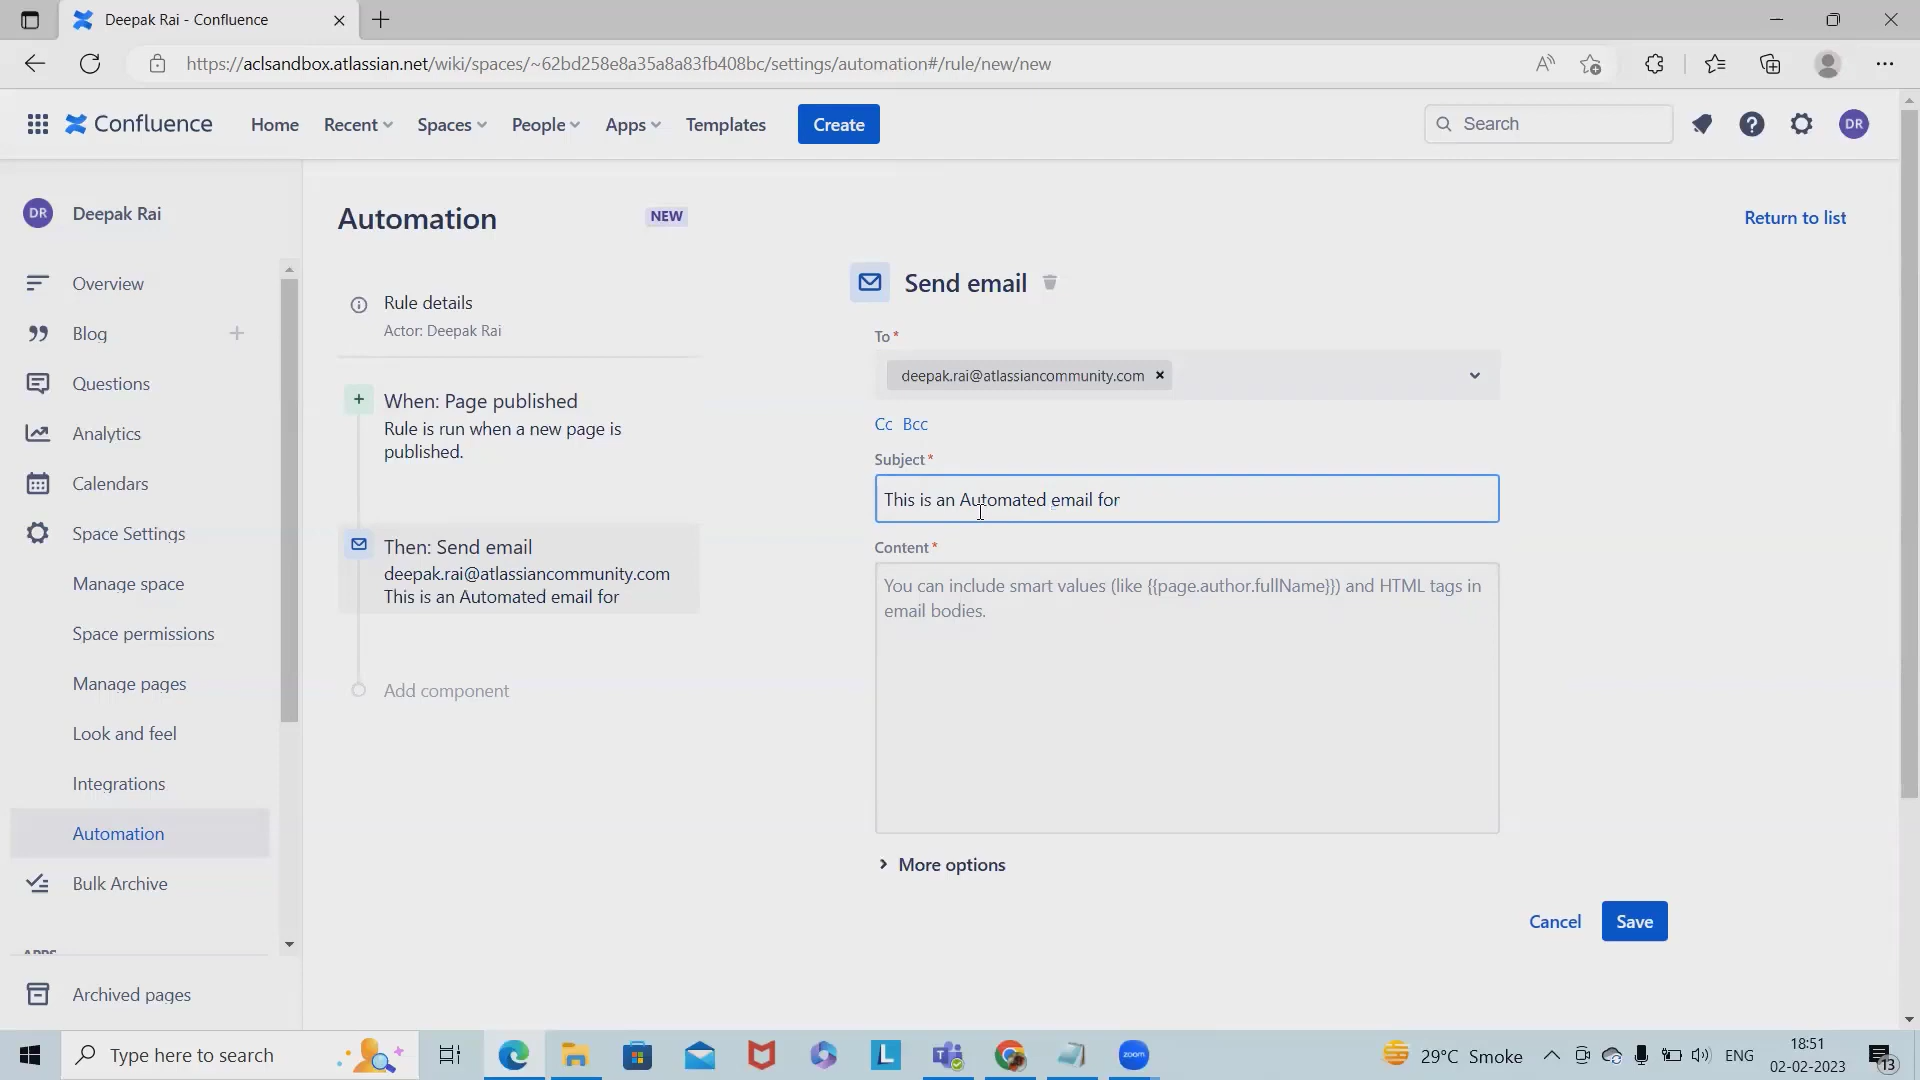 Deepak Rai - Confluence
https://aclsandbox.atlassian.net/wiki/spaces/~62bd258e8a35a8a83fb408bc/settings/automation#/rule/new/new
Confluence Home Recent Spaces People Apps Templates Create Search DR
DR Deepak Rai
Overview
Blog
Questions
Analytics
Calendars
Space Settings
Manage space
Space permissions
Manage pages
Look and feel
Integrations
Automation
Bulk Archive
APPS
Archived pages
Automation NEW
Return to list
Rule details
Actor: Deepak Rai
When: Page published
Rule is run when a new page is
published.
Then: Send email
deepak.rai@atlassiancommunity.com
This is an Automated email for
Add component
Send email
To *
deepak.rai@atlassiancommunity.com
Cc Bcc
Subject *
This is an Automated email for
Content *
You can include smart values (like {{page.author.fullName}}) and HTML tags in
email bodies.
More options
Cancel Save
Type here to search
L
zoom
29°C Smoke
ENG
18:51
02-02-2023
13